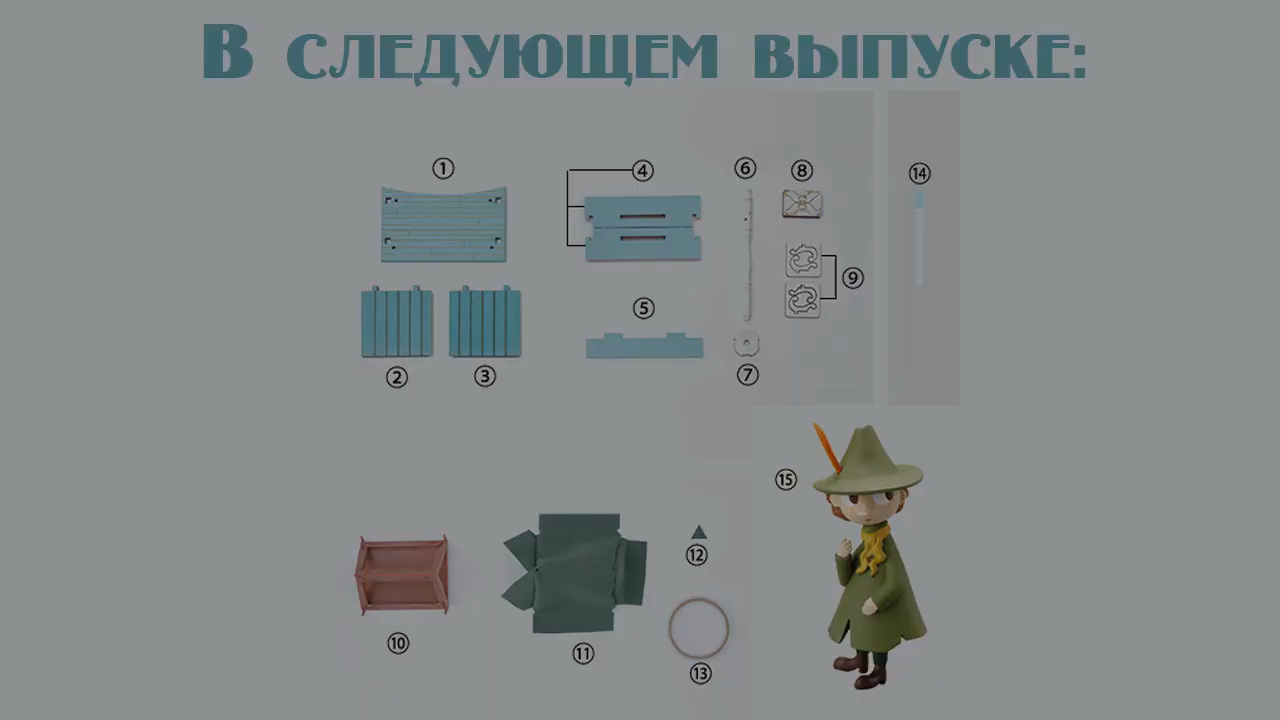 В СЛЕДУЮЩЕМ ВЫПУСКЕ:
① ④ ⑥ ⑧ ⑭
⑨
⑤
② ③ ⑦
⑮
⑫
⑩ ⑪ ⑬